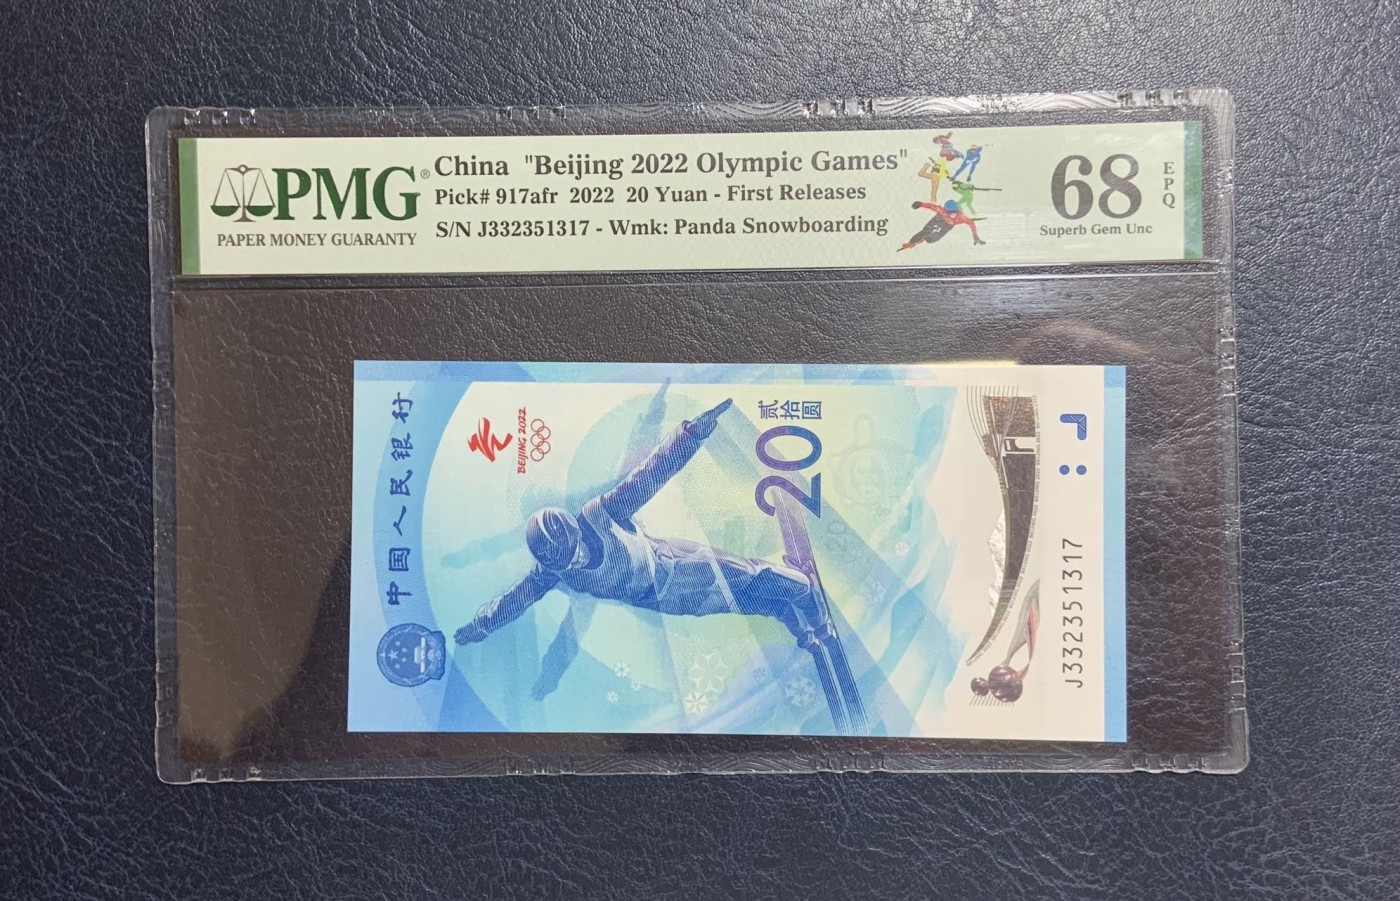 PMG®
PAPER MONEY GUARANTY
China "Beijing 2022 Olympic Games"
Pick# 917afr 2022 20 Yuan - First Releases
S/N J332351317 - Wmk: Panda Snowboarding
68
EPQ
Superb Gem Unc
中国人民银行
BEIJING 2022
贰拾圆
20
J332351317